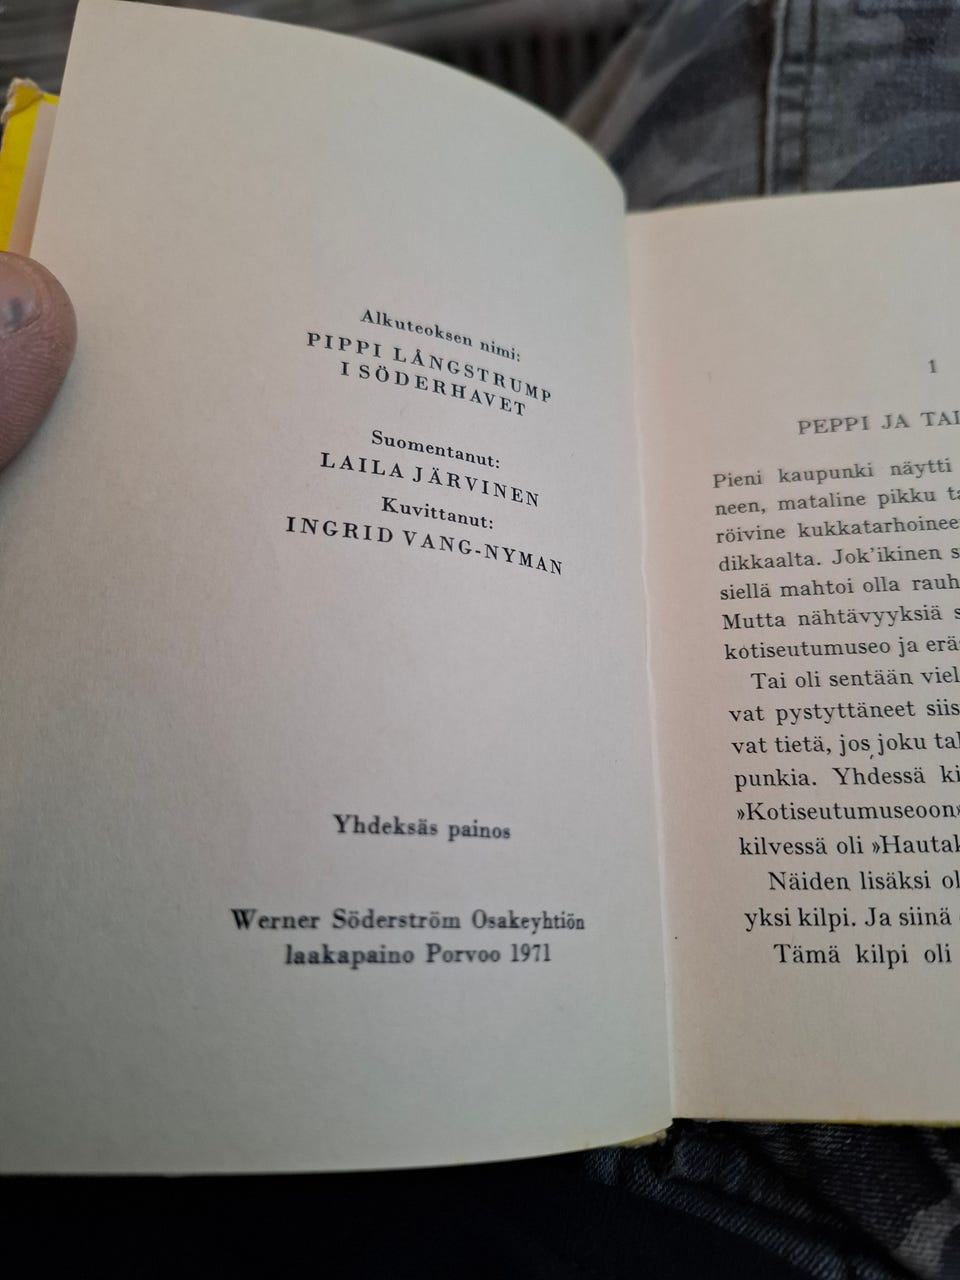 Alkuteoksen nimi:
PIPPI LÅNGSTRUMP
I SÖDERHAVET
Suomentanut:
LAILA JÄRVINEN
Kuvittanut:
INGRID VANG-NYMAN
Yhdeksäs painos
Werner Söderström Osakeyhtiön
laakapaino Porvoo 1971
1
PEPPI JA TAI
Pieni kaupunki näytti
neen, mataline pikku ta
röivine kukkatarhoinee
dikkaalta. Jok'ikinen s
siellä mahtoi olla rauh
Mutta nähtävyyksiä s
kotiseutumuseo ja erä
Tai oli sentään viel
vat pystyttäneet siis
vat tietä, jos joku tal
punkia. Yhdessä ki
»Kotiseutumuseoon»
kilvessä oli »Hautak
Näiden lisäksi ol
yksi kilpi. Ja siinä
Tämä kilpi oli